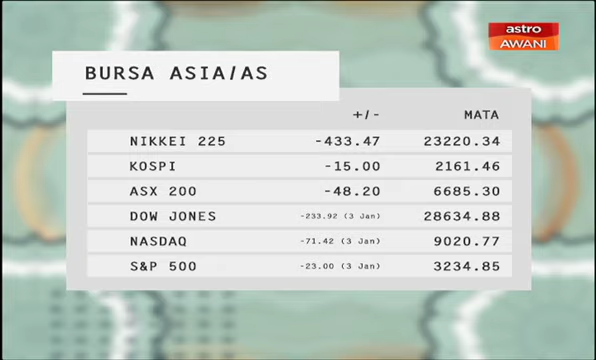 astro
AWANI
BURSA ASIA/AS
+/- MATA
NIKKEI 225 -433.47 23220.34
KOSPI -15.00 2161.46
ASX 200 -48.20 6685.30
DOW JONES -233.92 (3 Jan) 28634.88
NASDAQ -71.42 (3 Jan) 9020.77
S&P 500 -23.00 (3 Jan) 3234.85